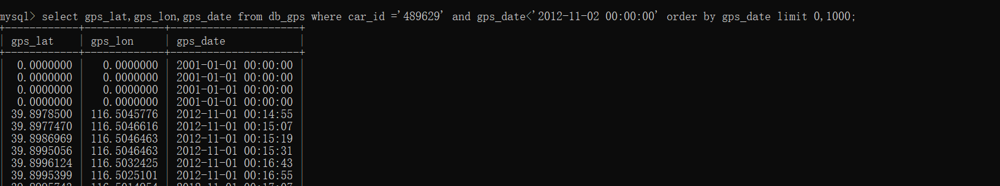 mysql> select gps_lat,gps_lon,gps_date from db_gps where car_id ='489629' and gps_date<'2012-11-02 00:00:00' order by gps_date limit 0,1000;
+------------+-------------+---------------------+
| gps_lat | gps_lon | gps_date |
+------------+-------------+---------------------+
| 0.0000000 | 0.0000000 | 2001-01-01 00:00:00 |
| 0.0000000 | 0.0000000 | 2001-01-01 00:00:00 |
| 0.0000000 | 0.0000000 | 2001-01-01 00:00:00 |
| 0.0000000 | 0.0000000 | 2001-01-01 00:00:00 |
| 39.8978500 | 116.5045776 | 2012-11-01 00:14:55 |
| 39.8977470 | 116.5046616 | 2012-11-01 00:15:07 |
| 39.8986969 | 116.5046463 | 2012-11-01 00:15:19 |
| 39.8995056 | 116.5046463 | 2012-11-01 00:15:31 |
| 39.8996124 | 116.5032425 | 2012-11-01 00:16:43 |
| 39.8995399 | 116.5025101 | 2012-11-01 00:16:55 |